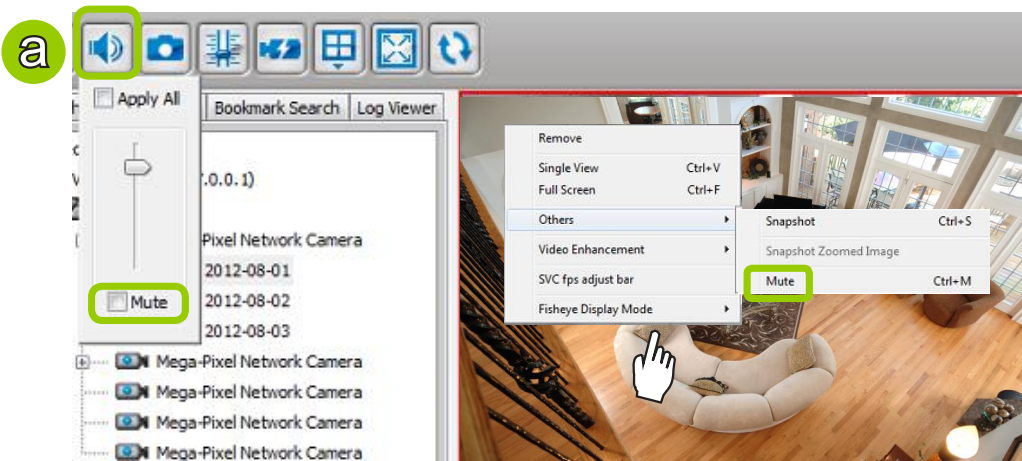 a
Apply All
Bookmark Search
Log Viewer
.0.0.1)
Pixel Network Camera
2012-08-01
Mute
2012-08-02
2012-08-03
Mega-Pixel Network Camera
Mega-Pixel Network Camera
Mega-Pixel Network Camera
Mega-Pixel Network Camera
Remove
Single View Ctrl+V
Full Screen Ctrl+F
Others
Video Enhancement
SVC fps adjust bar
Fisheye Display Mode
Snapshot Ctrl+S
Snapshot Zoomed Image
Mute Ctrl+M